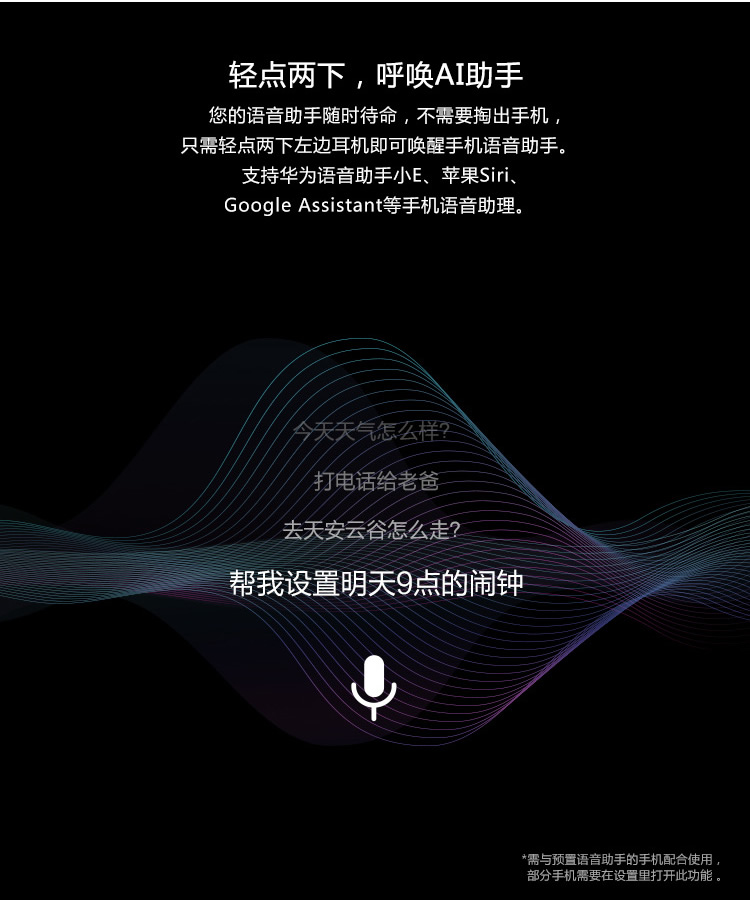 轻点两下，呼唤AI助手
您的语音助手随时待命，不需要掏出手机，
只需轻点两下左边耳机即可唤醒手机语音助手。
支持华为语音助手小E、苹果Siri、
Google Assistant等手机语音助理。
今天天气怎么样?
打电话给老爸
去天安云谷怎么走?
帮我设置明天9点的闹钟
*需与预置语音助手的手机配合使用，
部分手机需要在设置里打开此功能 。